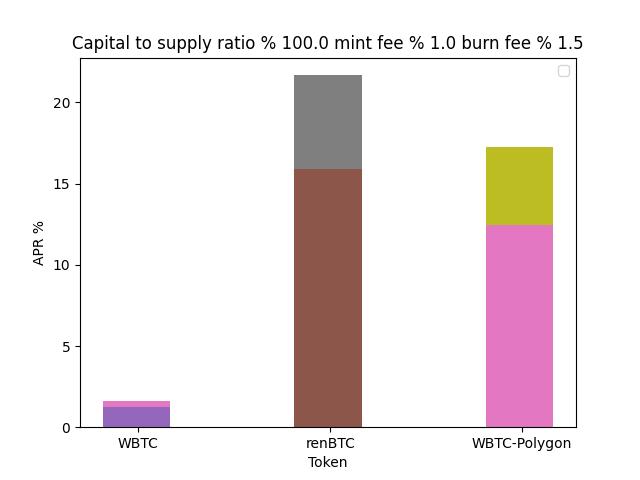 Capital to supply ratio % 100.0 mint fee % 1.0 burn fee % 1.5
20
15
10
5
0
APR %
WBTC renBTC WBTC-Polygon
Token